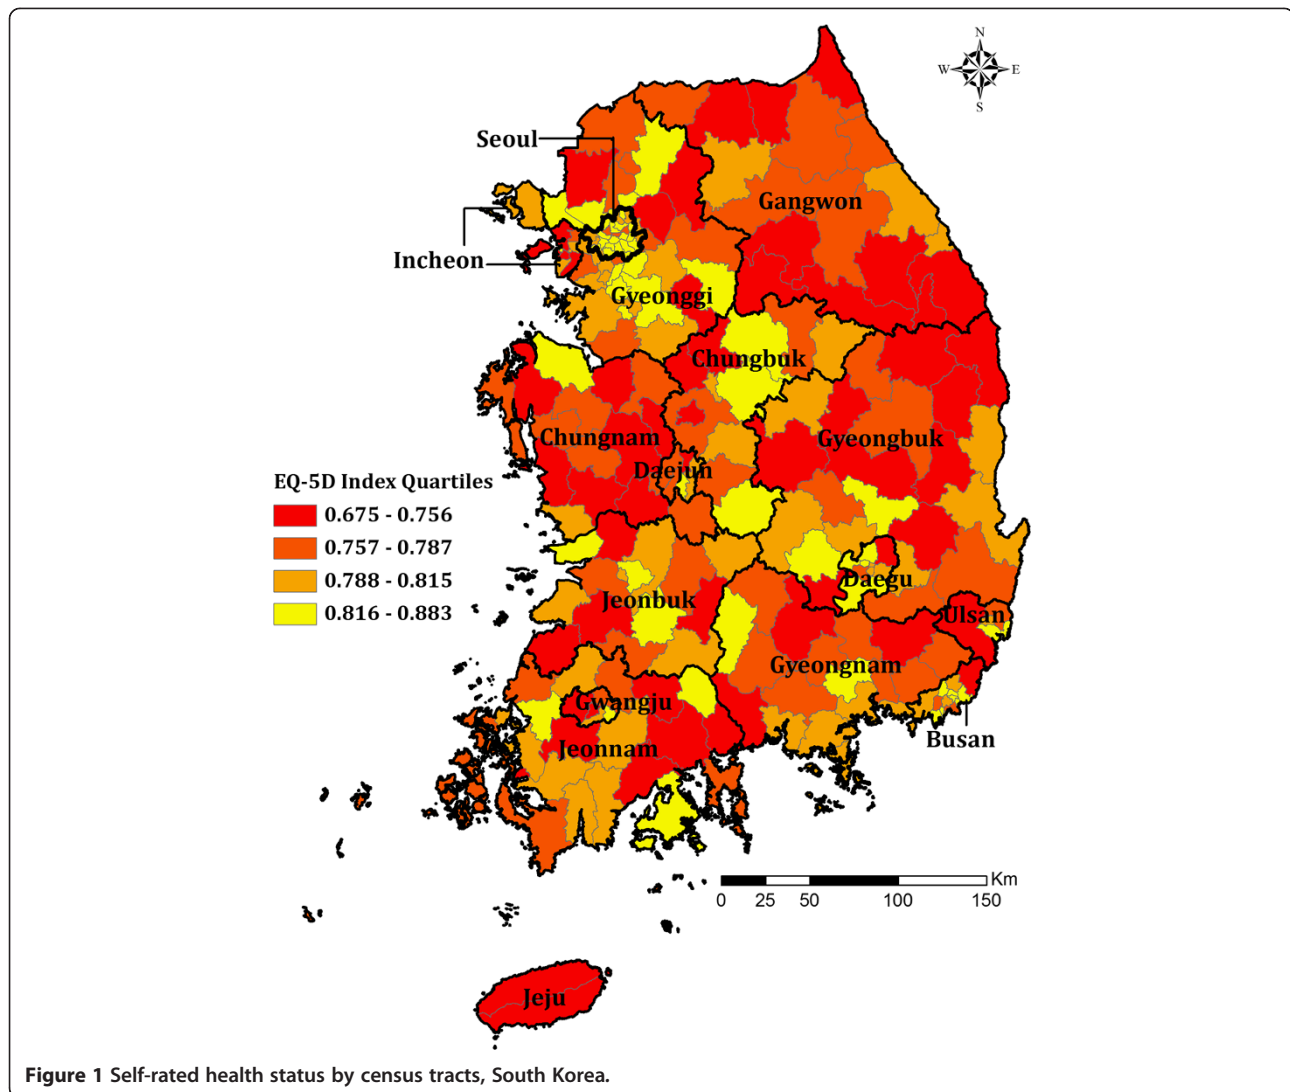 N
W E
S
Seoul
Gangwon
Incheon
Gyeonggi
Chungbuk
Chungnam
Gyeongbuk
Daejun
EQ-5D Index Quartiles
0.675 - 0.756
0.757 - 0.787
0.788 - 0.815
0.816 - 0.883
Daegu
Jeonbuk
Ulsan
Gyeongnam
Gwangju
Busan
Jeonnam
Km
0 25 50 100 150
Jeju
Figure 1 Self-rated health status by census tracts, South Korea.